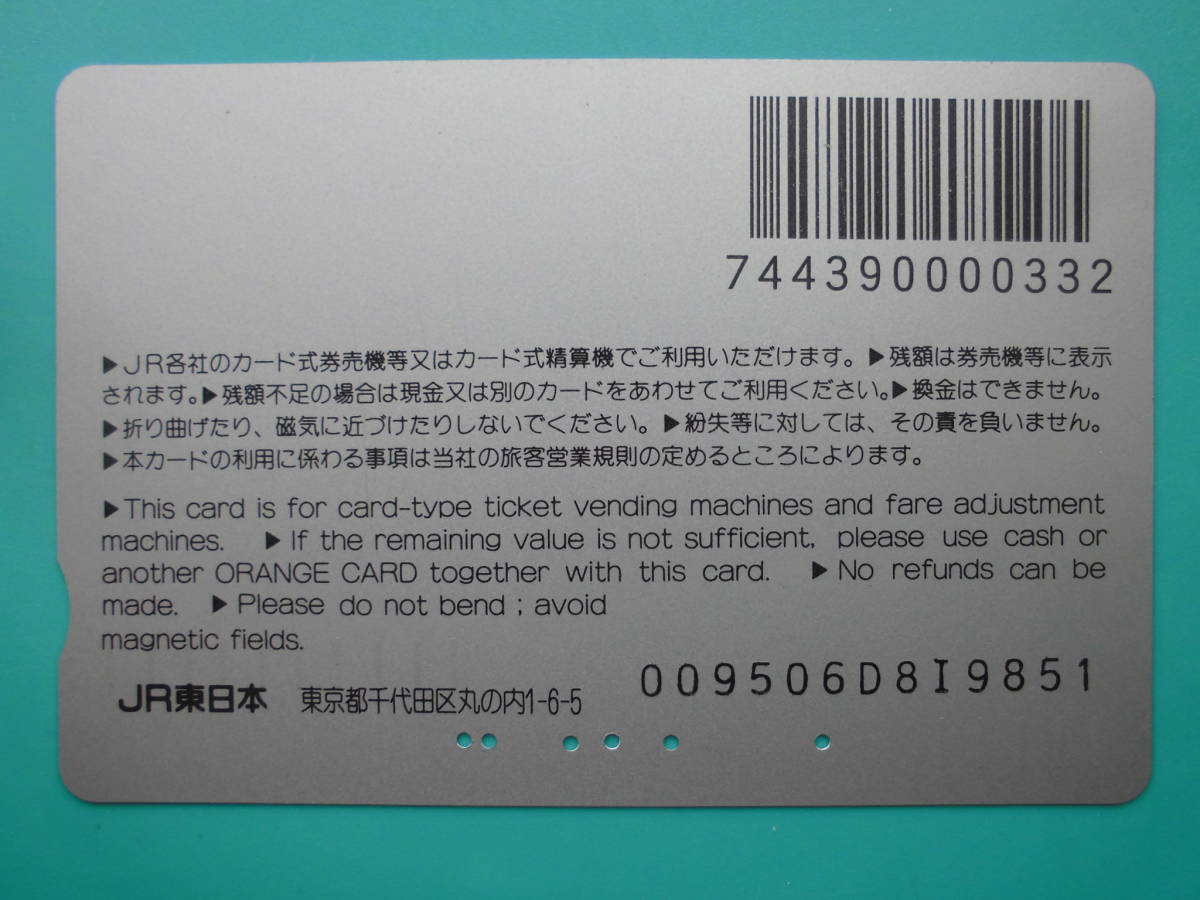 744390000332
▶JR各社のカード式券売機等又はカード式精算機でご利用いただけます。▶残額は券売機等に表示
されます。▶残額不足の場合は現金又は別のカードをあわせてご利用ください。▶換金はできません。
▶折り曲げたり、磁気に近づけたりしないでください。▶紛失等に対しては、その責を負いません。
▶本カードの利用に係わる事項は当社の旅客営業規則の定めるところによります。
▶This card is for card-type ticket vending machines and fare adjustment
machines. ▶If the remaining value is not sufficient, please use cash or
another ORANGE CARD together with this card. ▶No refunds can be
made. ▶Please do not bend ; avoid
magnetic fields.
009506D8I9851
JR東日本 東京都千代田区丸の内1-6-5